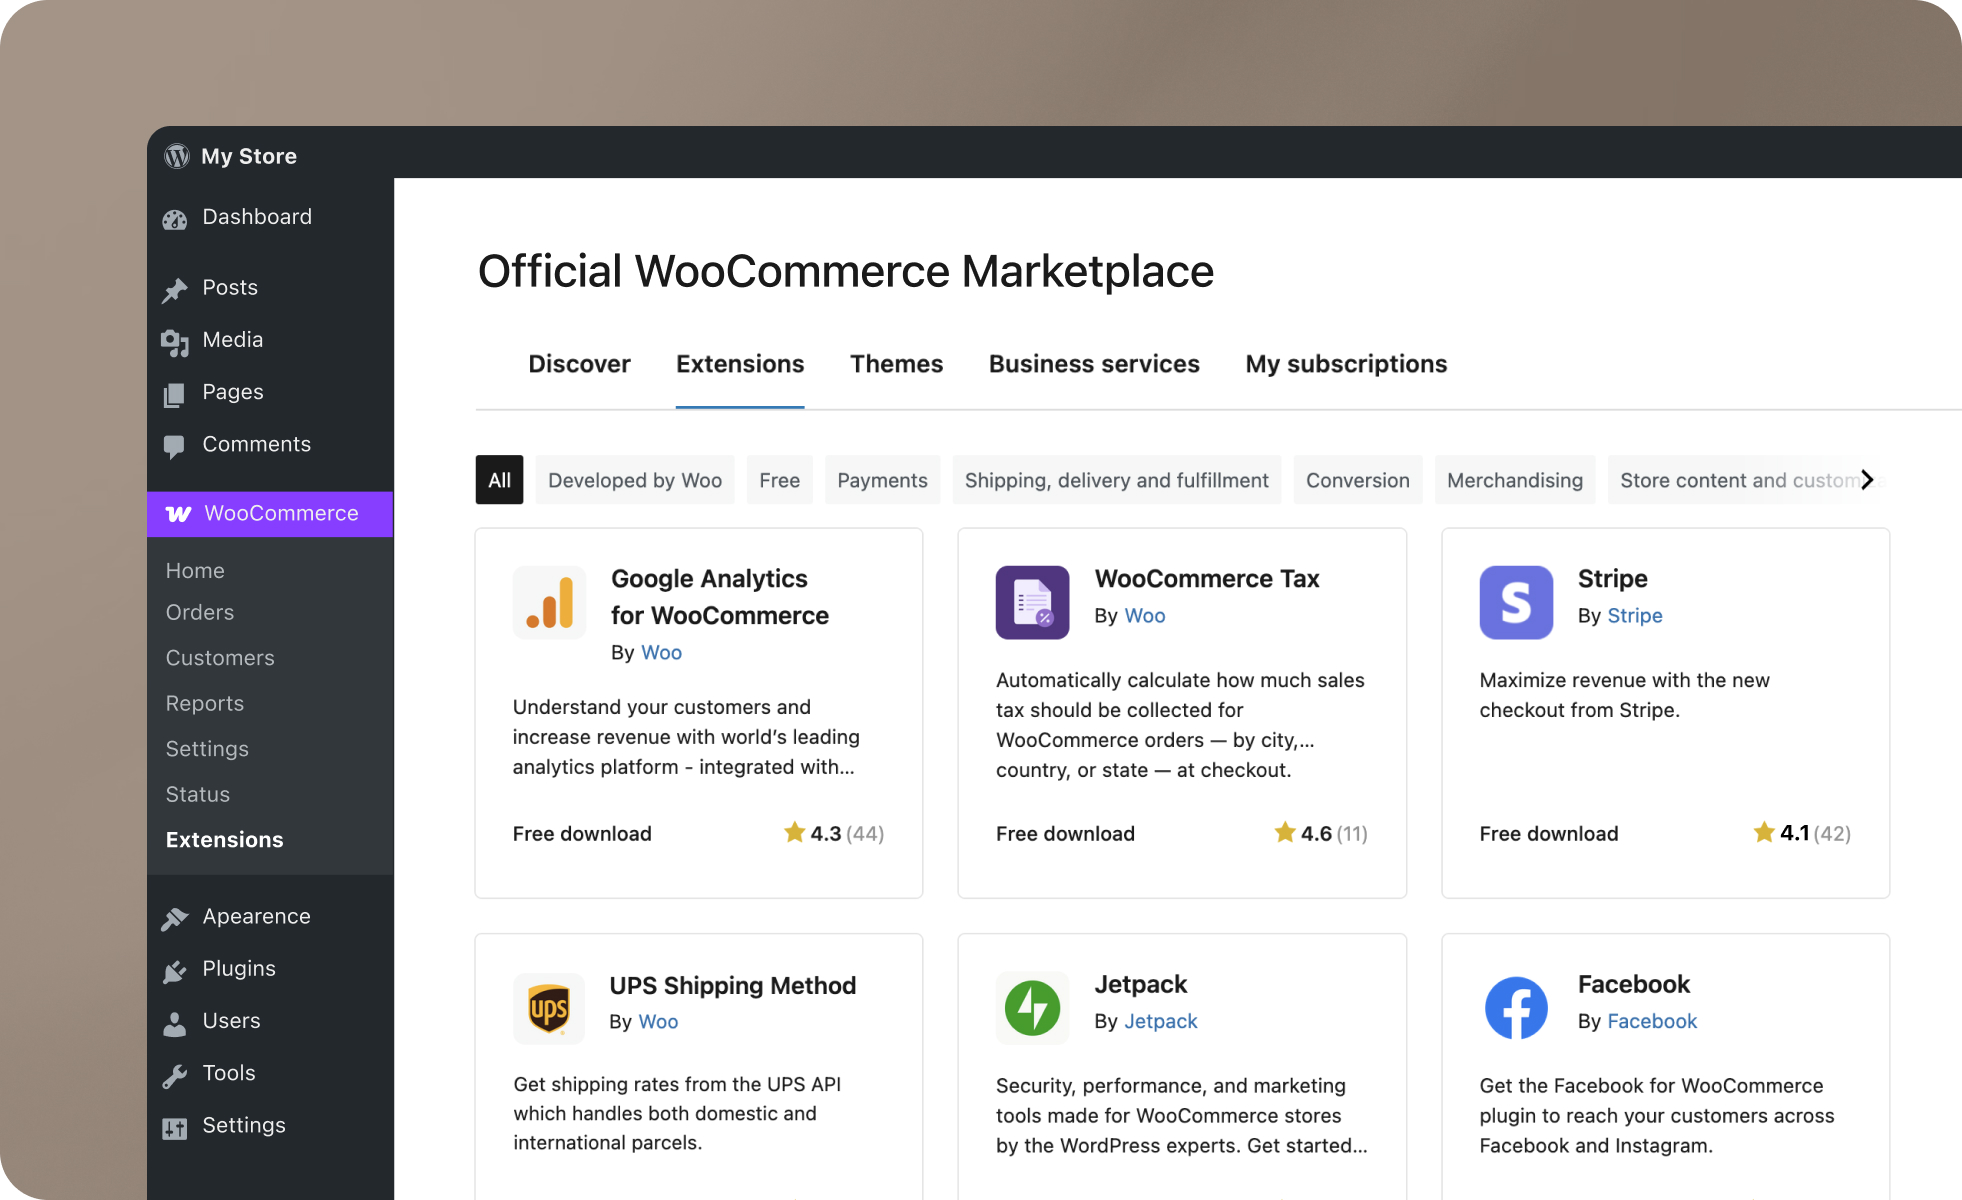 My Store
Dashboard
Posts
Media
Pages
Comments
WooCommerce
Home
Orders
Customers
Reports
Settings
Status
Extensions
Apearence
Plugins
Users
Tools
Settings
Official WooCommerce Marketplace
Discover Extensions Themes Business services My subscriptions
All Developed by Woo Free Payments Shipping, delivery and fulfillment Conversion Merchandising Store content and custom
Google Analytics
for WooCommerce
By Woo
Understand your customers and
increase revenue with world’s leading
analytics platform - integrated with...
Free download 4.3 (44)
WooCommerce Tax
By Woo
Automatically calculate how much sales
tax should be collected for
WooCommerce orders — by city,...
country, or state — at checkout.
Free download 4.6 (11)
S
Stripe
By Stripe
Maximize revenue with the new
checkout from Stripe.
Free download 4.1 (42)
ups
UPS Shipping Method
By Woo
Get shipping rates from the UPS API
which handles both domestic and
international parcels.
Jetpack
By Jetpack
Security, performance, and marketing
tools made for WooCommerce stores
by the WordPress experts. Get started...
Facebook
By Facebook
Get the Facebook for WooCommerce
plugin to reach your customers across
Facebook and Instagram.